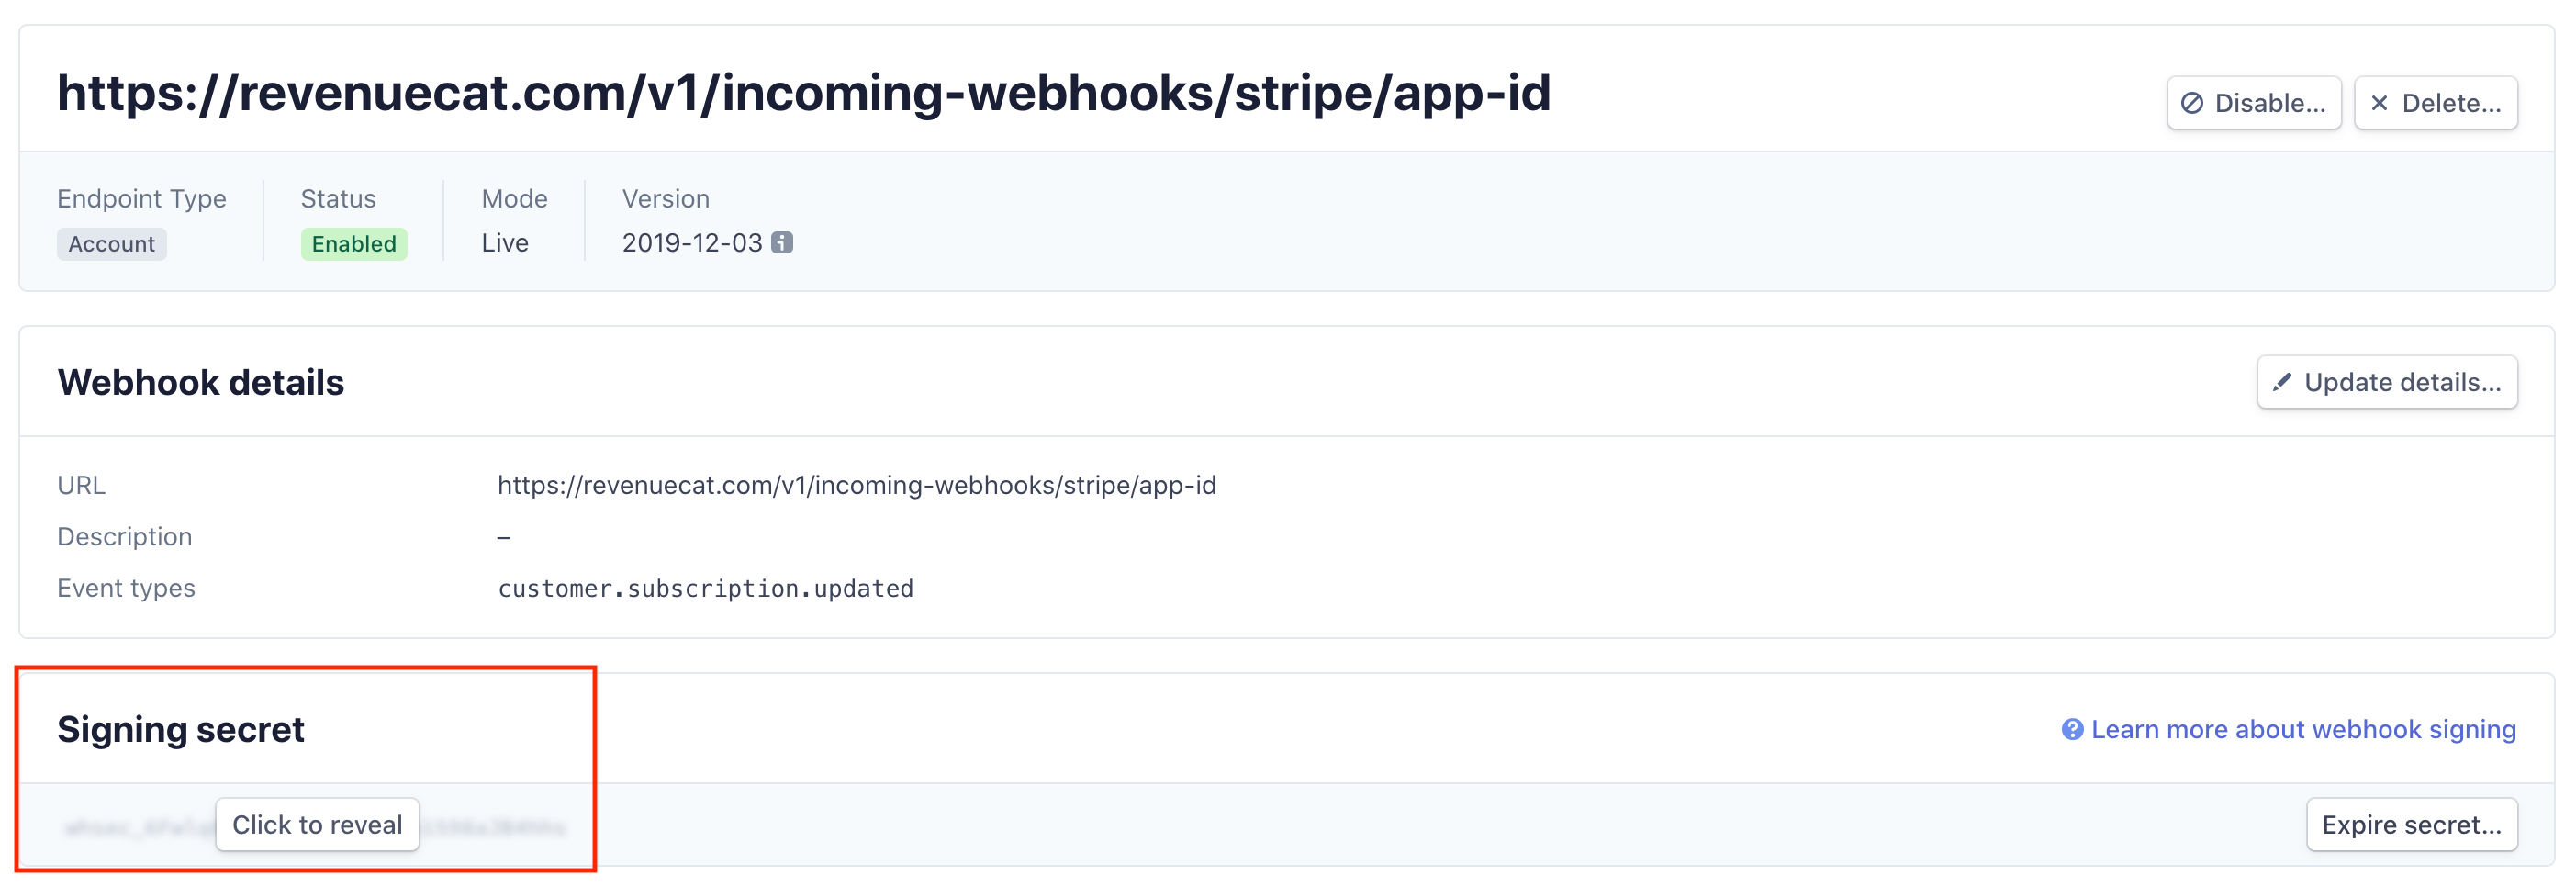 https://revenuecat.com/v1/incoming-webhooks/stripe/app-id
Disable...
Delete...
Endpoint Type
Account
Status
Enabled
Mode
Live
Version
2019-12-03
Webhook details
Update details...
URL
https://revenuecat.com/v1/incoming-webhooks/stripe/app-id
Description
–
Event types
customer.subscription.updated
Signing secret
Learn more about webhook signing
Click to reveal
Expire secret...